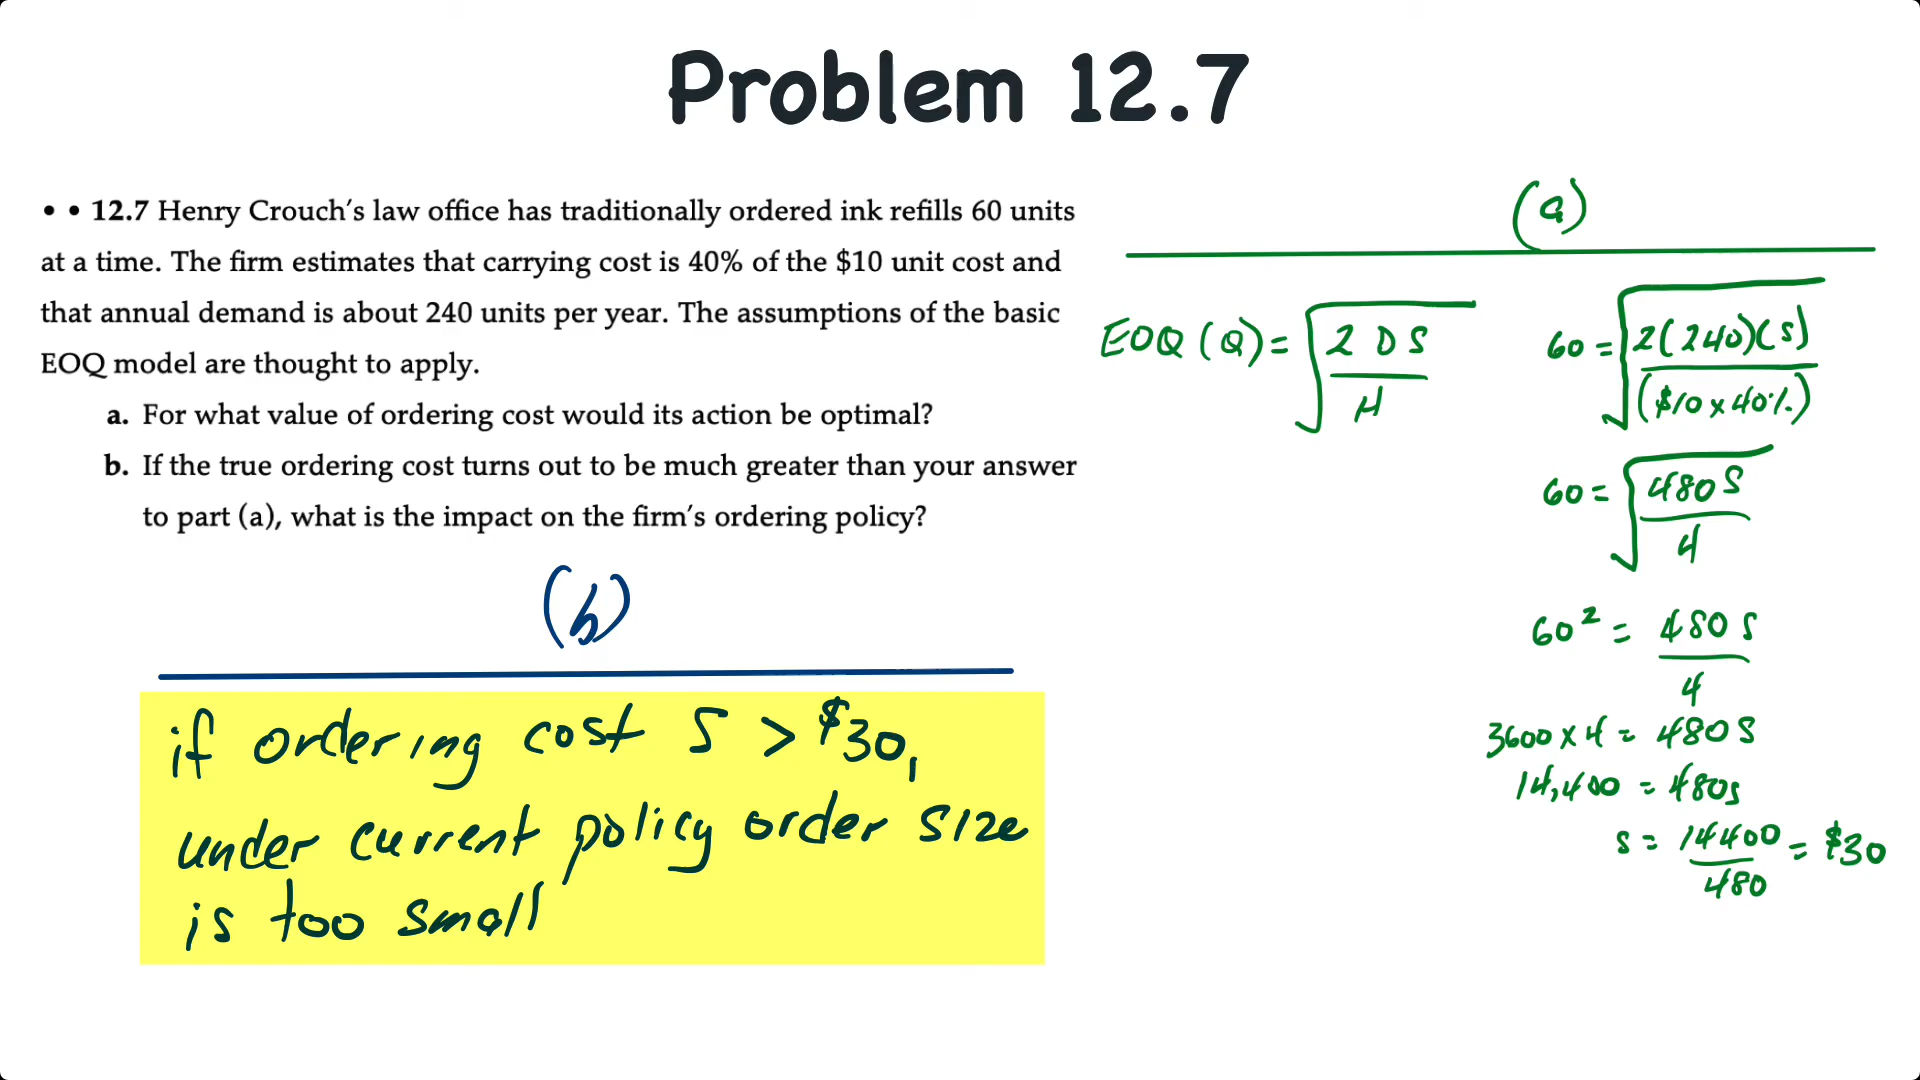 Problem 12.7
• • 12.7 Henry Crouch's law office has traditionally ordered ink refills 60 units
at a time. The firm estimates that carrying cost is 40% of the $10 unit cost and
that annual demand is about 240 units per year. The assumptions of the basic
EOQ model are thought to apply.
a. For what value of ordering cost would its action be optimal?
b. If the true ordering cost turns out to be much greater than your answer
to part (a), what is the impact on the firm's ordering policy?
(b)
if ordering cost S > $30,
under current policy order size
is too small
(a)
EOQ (Q) = √(2 D S / H)
60 = √(2(240)(S) / ($10 x 40%))
60 = √(480 S / 4)
60² = 480 S / 4
3600 x 4 = 480 S
14,400 = 480s
s = 14400 / 480 = $30